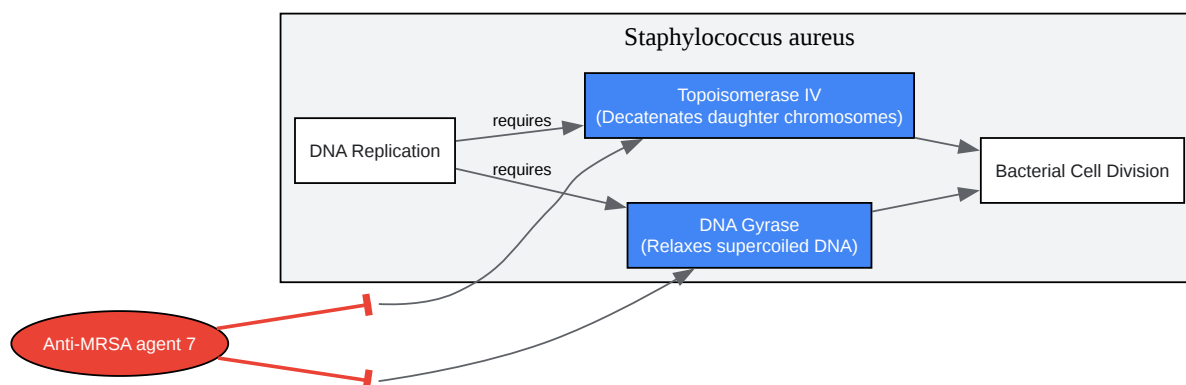 Staphylococcus aureus
Topoisomerase IV
(Decatenates daughter chromosomes)
requires
DNA Replication
requires
Bacterial Cell Division
DNA Gyrase
(Relaxes supercoiled DNA)
Anti-MRSA agent 7